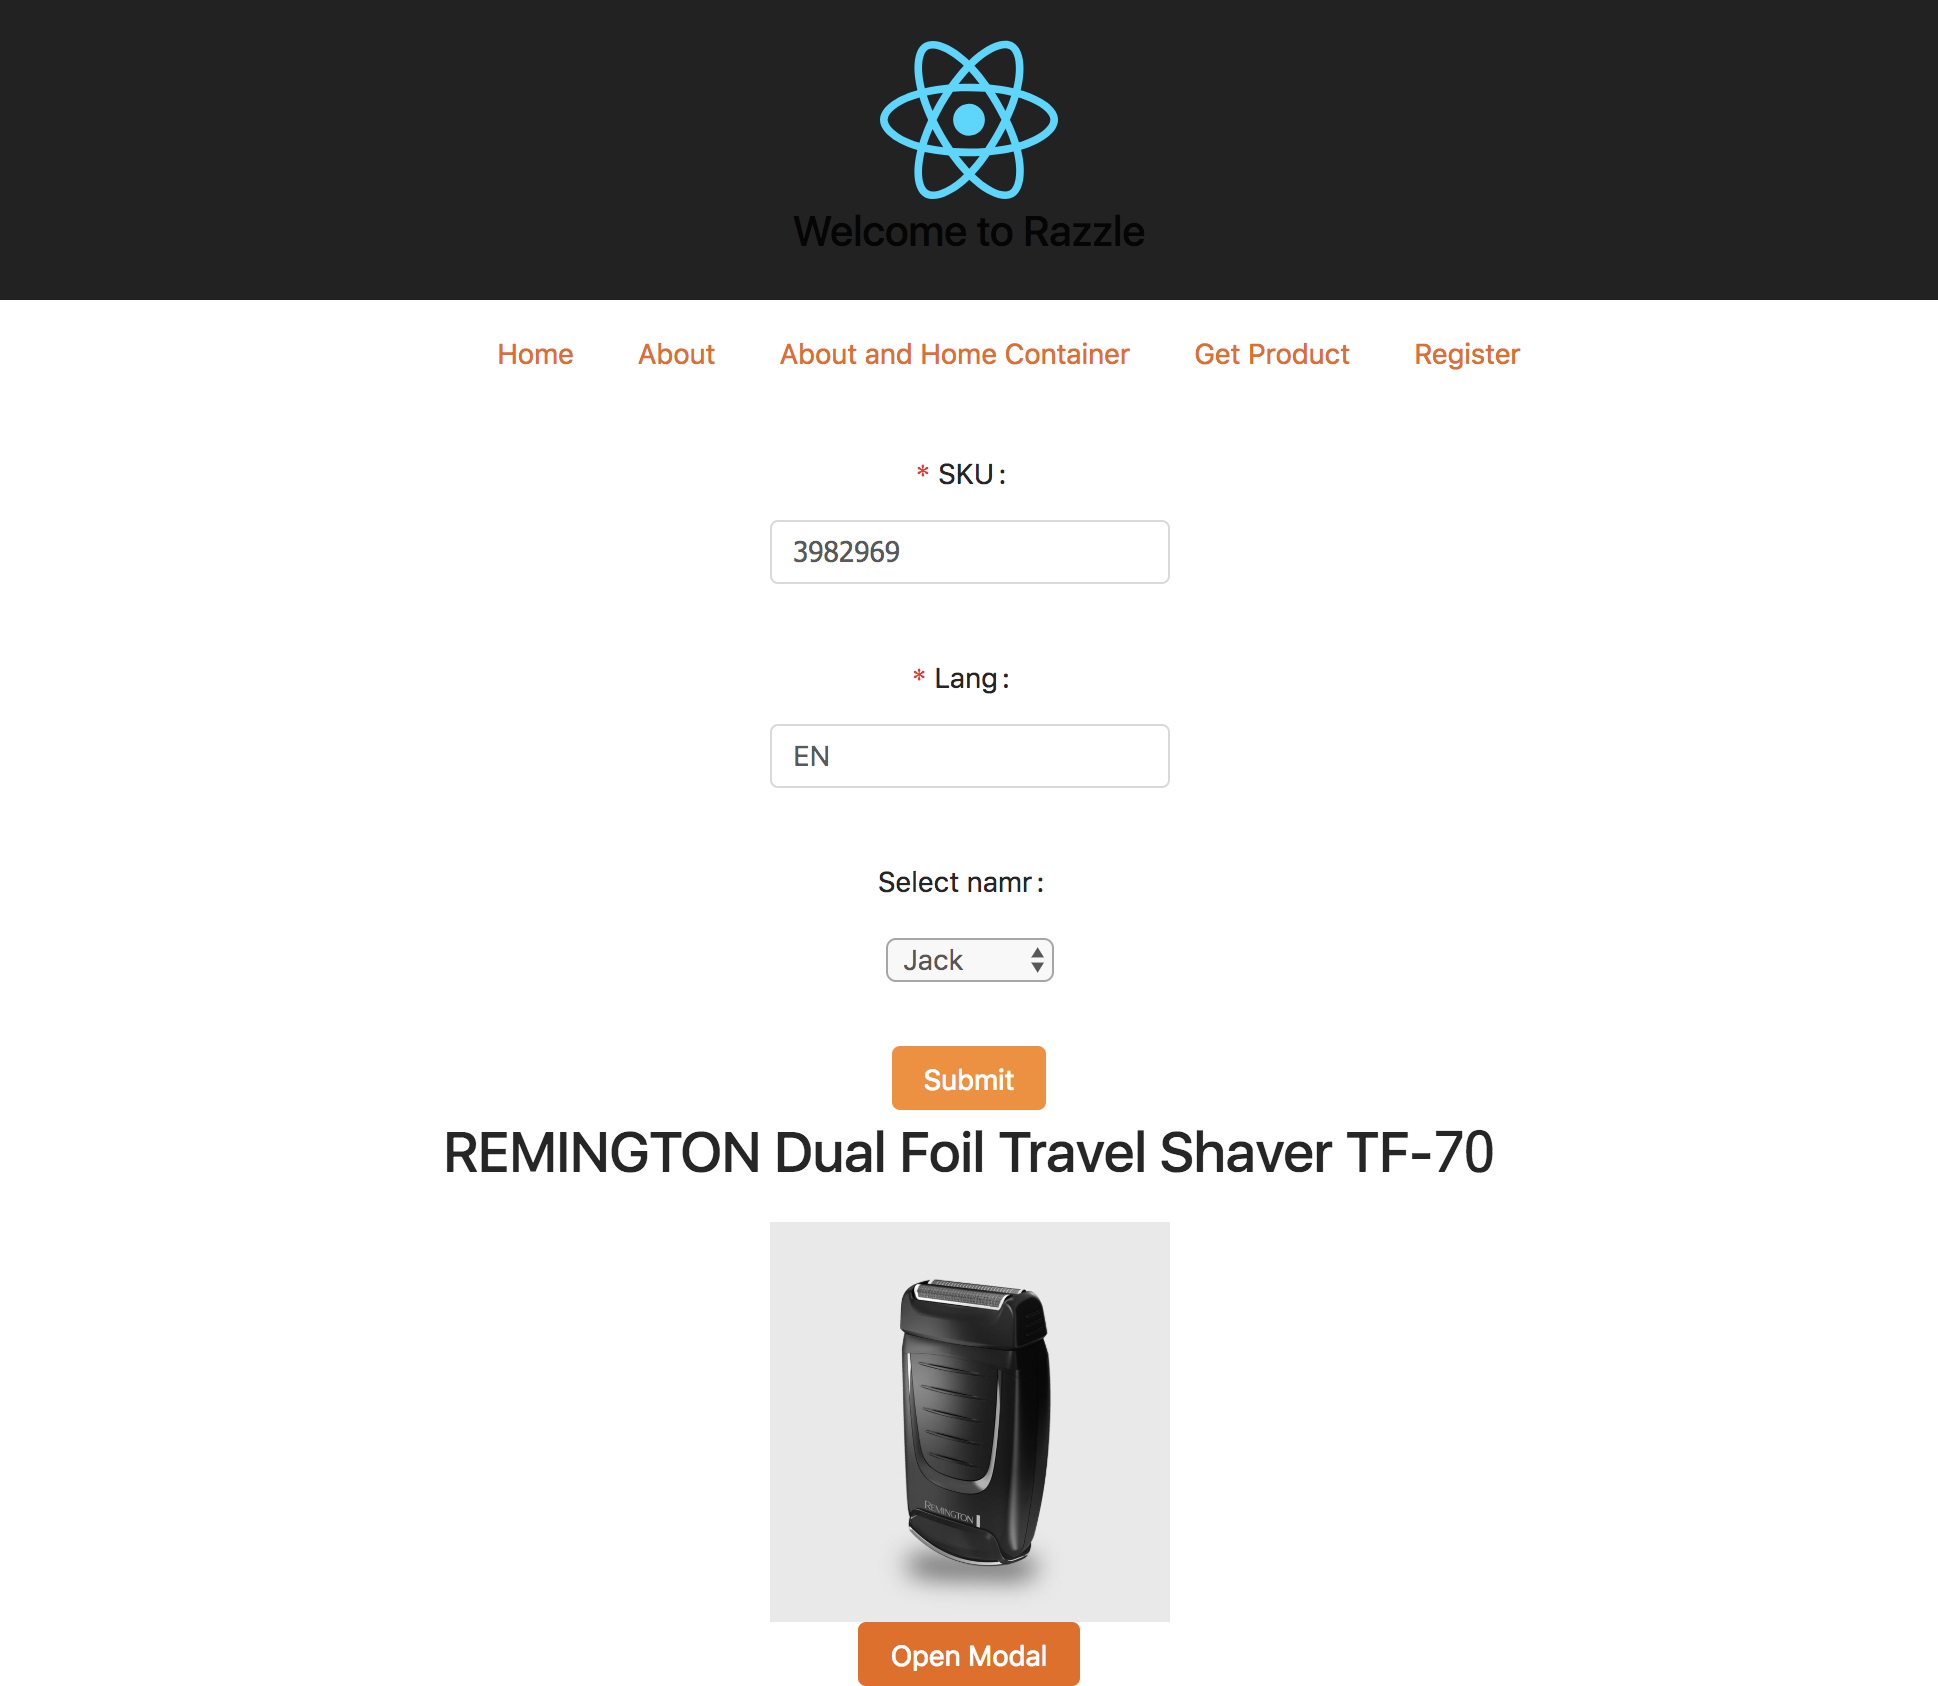 Welcome to Razzle
Home About About and Home Container Get Product Register
* SKU:
3982969
* Lang:
EN
Select namr:
Jack
Submit
REMINGTON Dual Foil Travel Shaver TF-70
REMINGTON
Open Modal